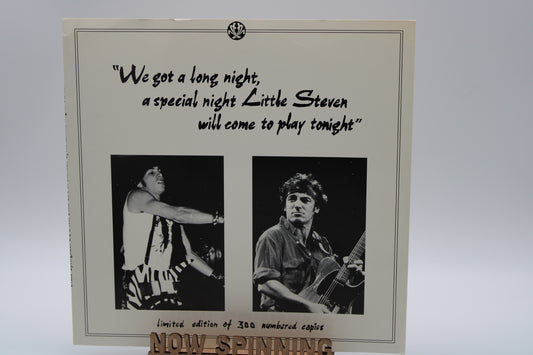 "We got a long night,
a special night Little Steven
will come to play tonight"
limited edition of 300 numbered copies
NOW SPINNING